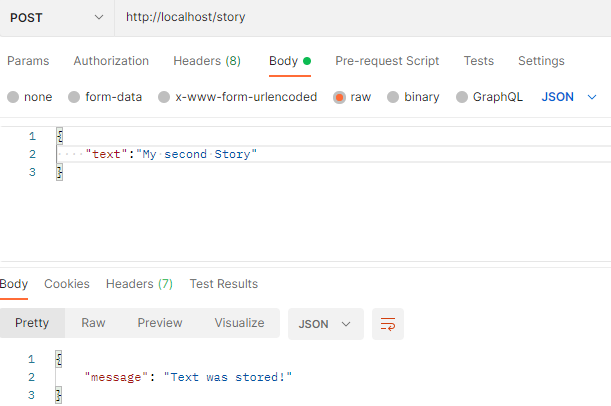 POST http://localhost/story
Params Authorization Headers (8) Body Pre-request Script Tests Settings
none form-data x-www-form-urlencoded raw binary GraphQL JSON
1 {
2 "text":"My second Story"
3 }
Body Cookies Headers (7) Test Results
Pretty Raw Preview Visualize JSON
1 {
2 "message": "Text was stored!"
3 }